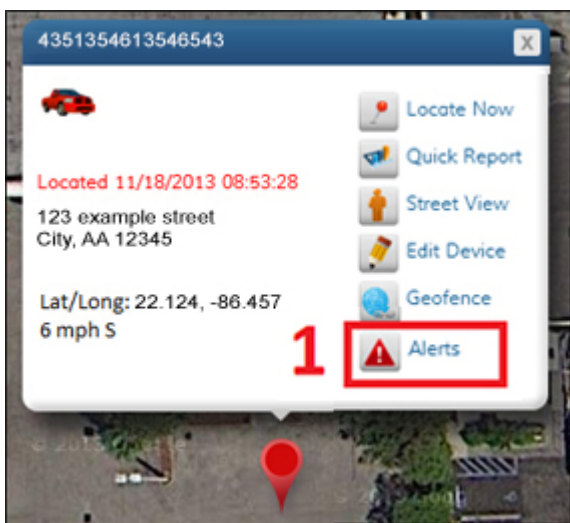 4351354613546543
X
Located 11/18/2013 08:53:28
123 example street
City, AA 12345
Lat/Long: 22.124, -86.457
6 mph S
Locate Now
Quick Report
Street View
Edit Device
Geofence
1
Alerts